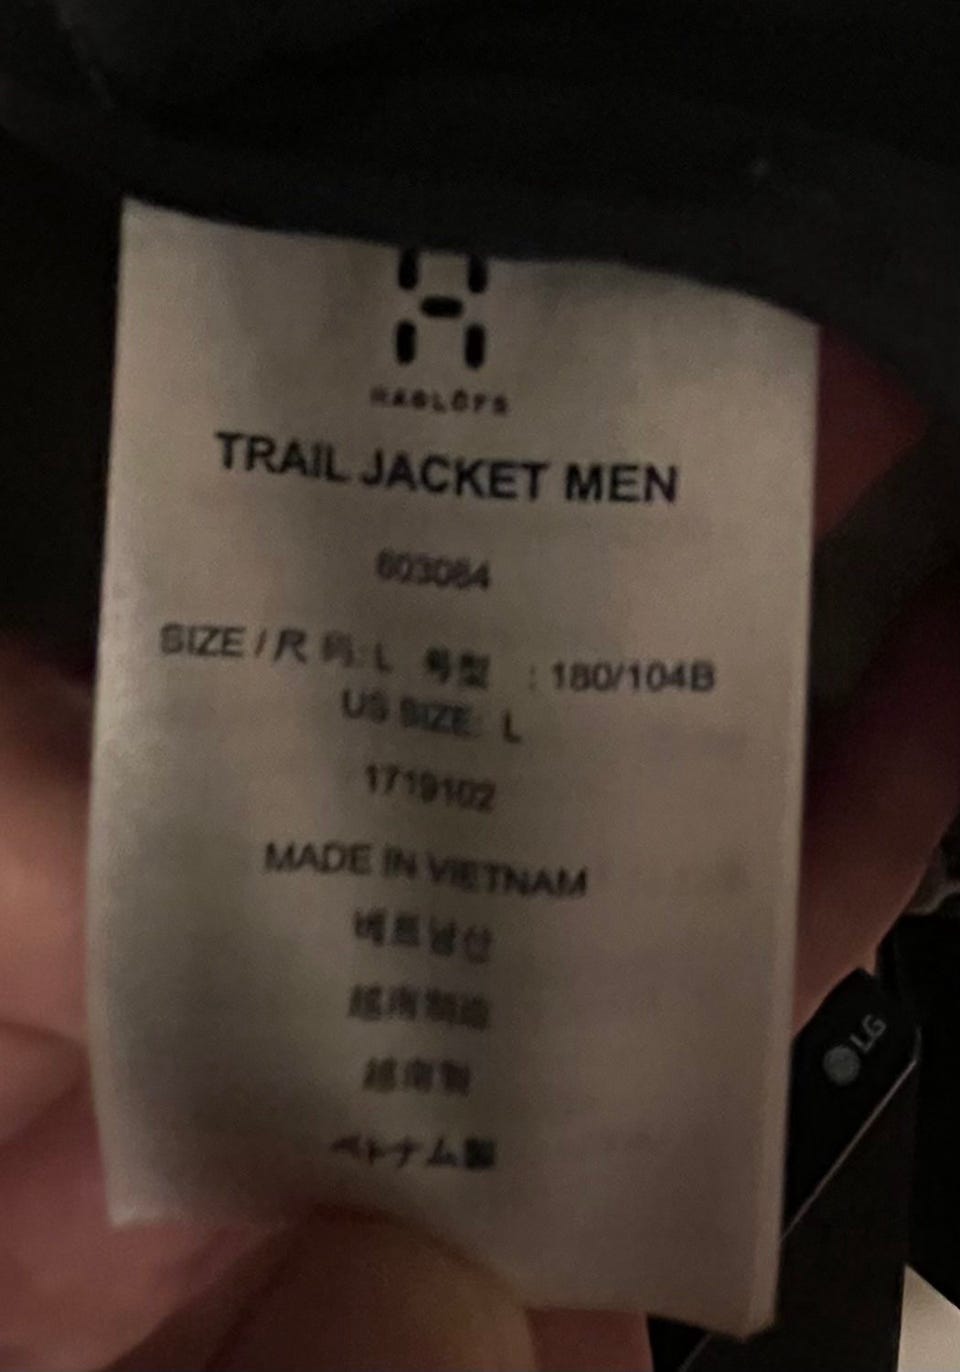 HAGLÖFS
TRAIL JACKET MEN
603084
SIZE / 尺 码: L 号型 : 180/104B
US SIZE: L
1719102
MADE IN VIETNAM
베트남산
越南制造
越南製
ベトナム製
LG